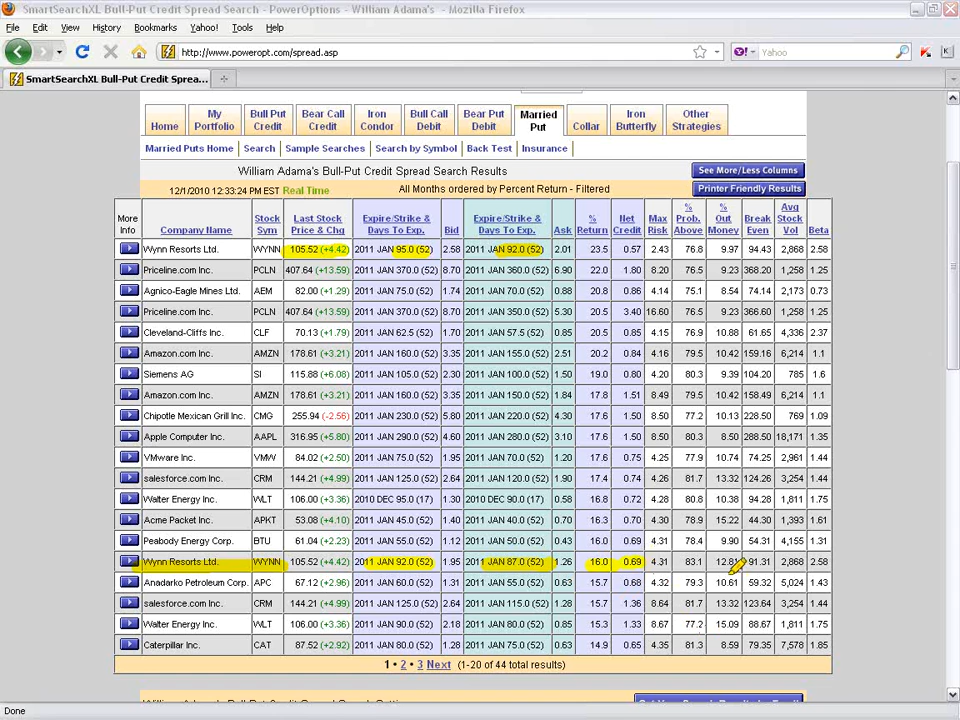 SmartSearchXL Bull-Put Credit Spread Search - PowerOptions - William Adama's - Mozilla Firefox
File Edit View History Bookmarks Yahoo! Tools Help
http://www.poweropt.com/spread.asp Yahoo
SmartSearchXL Bull-Put Credit Sprea...
Home My Portfolio Bull Put Credit Bear Call Credit Iron Condor Bull Call Debit Bear Put Debit Married Put Collar Iron Butterfly Other Strategies
Married Puts Home Search Sample Searches Search by Symbol Back Test Insurance
William Adama's Bull-Put Credit Spread Search Results See More/Less Columns
12/1/2010 12:33:24 PM EST Real Time All Months ordered by Percent Return - Filtered Printer Friendly Results
More Info Company Name Stock Sym Last Stock Price & Chg Expire/Strike & Days To Exp. Bid Expire/Strike & Days To Exp. Ask % Return Net Credit Max Risk % Prob. Above % Out Money Break Even Avg Stock Vol Beta
Wynn Resorts Ltd. WYNN 105.52 (+4.42) 2011 JAN 95.0 (52) 2.58 2011 JAN 92.0 (52) 2.01 23.5 0.57 2.43 76.8 9.97 94.43 2,868 2.58
Priceline.com Inc. PCLN 407.64 (+13.59) 2011 JAN 370.0 (52) 8.70 2011 JAN 360.0 (52) 6.90 22.0 1.80 8.20 76.5 9.23 368.20 1,258 1.25
Agnico-Eagle Mines Ltd. AEM 82.00 (+1.29) 2011 JAN 75.0 (52) 1.74 2011 JAN 70.0 (52) 0.88 20.8 0.86 4.14 75.1 8.54 74.14 2,173 0.73
Priceline.com Inc. PCLN 407.64 (+13.59) 2011 JAN 370.0 (52) 8.70 2011 JAN 350.0 (52) 5.30 20.5 3.40 16.60 76.5 9.23 366.60 1,258 1.25
Cleveland-Cliffs Inc. CLF 70.13 (+1.79) 2011 JAN 62.5 (52) 1.70 2011 JAN 57.5 (52) 0.85 20.5 0.85 4.15 76.9 10.88 61.65 4,336 2.37
Amazon.com Inc. AMZN 178.61 (+3.21) 2011 JAN 160.0 (52) 3.35 2011 JAN 155.0 (52) 2.51 20.2 0.84 4.16 76.5 10.42 159.16 6,214 1.1
Siemens AG SI 115.88 (+6.08) 2011 JAN 105.0 (52) 2.30 2011 JAN 100.0 (52) 1.50 19.0 0.80 4.20 80.3 9.39 104.20 785 1.6
Amazon.com Inc. AMZN 178.61 (+3.21) 2011 JAN 160.0 (52) 3.35 2011 JAN 150.0 (52) 1.84 17.8 1.51 8.49 76.5 10.42 158.49 6,214 1.1
Chipotle Mexican Grill Inc. CMG 255.94 (-2.56) 2011 JAN 230.0 (52) 5.80 2011 JAN 220.0 (52) 4.30 17.6 1.50 8.50 77.2 10.13 228.50 769 1.09
Apple Computer Inc. AAPL 316.95 (+5.80) 2011 JAN 290.0 (52) 4.60 2011 JAN 280.0 (52) 3.10 17.6 1.50 8.50 80.3 8.50 288.50 18,171 1.35
VMware Inc. VMW 84.02 (+2.50) 2011 JAN 75.0 (52) 1.95 2011 JAN 70.0 (52) 1.20 17.6 0.75 4.25 77.9 10.74 74.25 2,961 1.44
salesforce.com Inc. CRM 144.21 (+4.99) 2011 JAN 125.0 (52) 2.64 2011 JAN 120.0 (52) 1.90 17.4 0.74 4.26 81.7 13.32 124.26 3,254 1.44
Walter Energy Inc. WLT 106.00 (+3.36) 2010 DEC 95.0 (17) 1.30 2010 DEC 90.0 (17) 0.58 16.8 0.72 4.28 80.8 10.38 94.28 1,811 1.75
Acme Packet Inc. APKT 53.08 (+4.10) 2011 JAN 45.0 (52) 1.40 2011 JAN 40.0 (52) 0.70 16.3 0.70 4.30 78.9 15.22 44.30 1,393 1.61
Peabody Energy Corp. BTU 61.04 (+2.23) 2011 JAN 55.0 (52) 1.12 2011 JAN 50.0 (52) 0.43 16.0 0.69 4.31 78.4 9.90 54.31 4,155 1.31
Wynn Resorts Ltd. WYNN 105.52 (+4.42) 2011 JAN 92.0 (52) 1.95 2011 JAN 87.0 (52) 1.26 16.0 0.69 4.31 83.1 12.81 91.31 2,868 2.58
Anadarko Petroleum Corp. APC 67.12 (+2.96) 2011 JAN 60.0 (52) 1.31 2011 JAN 55.0 (52) 0.63 15.7 0.68 4.32 79.3 10.61 59.32 5,024 1.43
salesforce.com Inc. CRM 144.21 (+4.99) 2011 JAN 125.0 (52) 2.64 2011 JAN 115.0 (52) 1.28 15.7 1.36 8.64 81.7 13.32 123.64 3,254 1.44
Walter Energy Inc. WLT 106.00 (+3.36) 2011 JAN 90.0 (52) 2.18 2011 JAN 80.0 (52) 0.85 15.3 1.33 8.67 77.2 15.09 88.67 1,811 1.75
Caterpillar Inc. CAT 87.52 (+2.92) 2011 JAN 80.0 (52) 1.08 2011 JAN 75.0 (52) 0.43 14.9 0.65 4.35 81.3 8.59 79.35 7,578 1.85
1 • 2 • 3 Next (1-20 of 44 total results)
Done